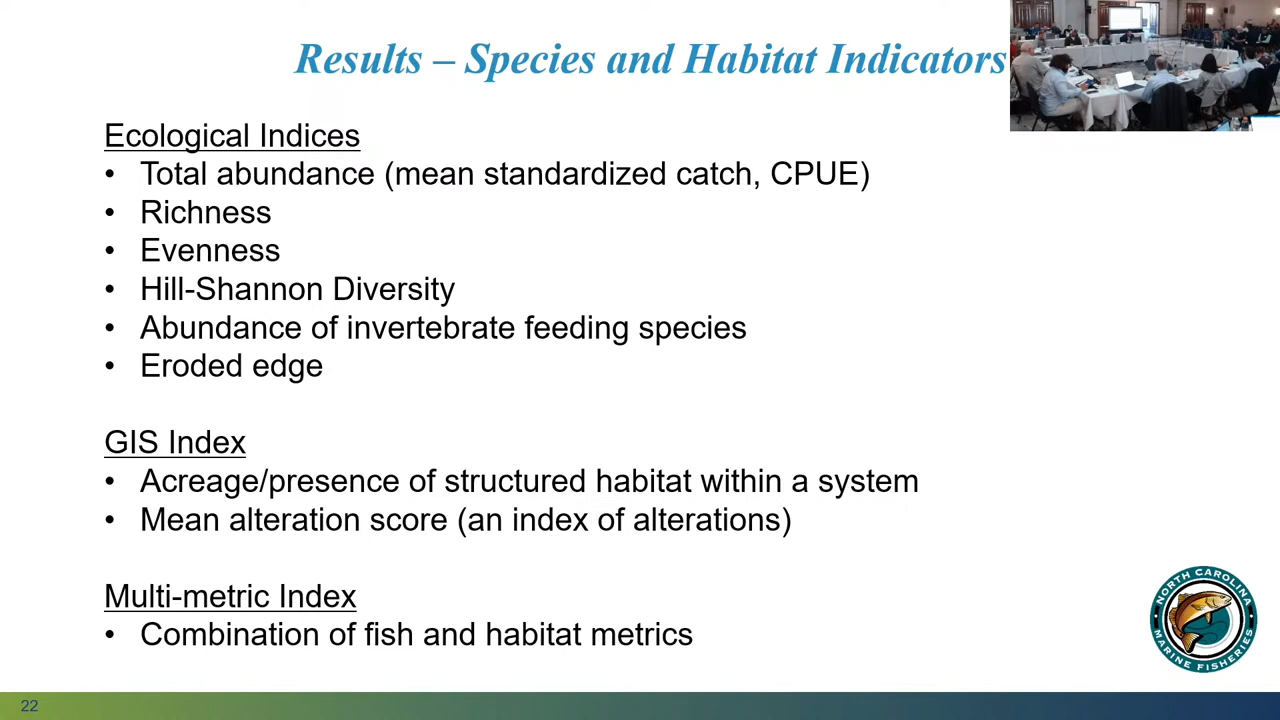 Results – Species and Habitat Indicators
Ecological Indices
• Total abundance (mean standardized catch, CPUE)
• Richness
• Evenness
• Hill-Shannon Diversity
• Abundance of invertebrate feeding species
• Eroded edge
GIS Index
• Acreage/presence of structured habitat within a system
• Mean alteration score (an index of alterations)
Multi-metric Index
• Combination of fish and habitat metrics
NORTH CAROLINA
MARINE FISHERIES
22